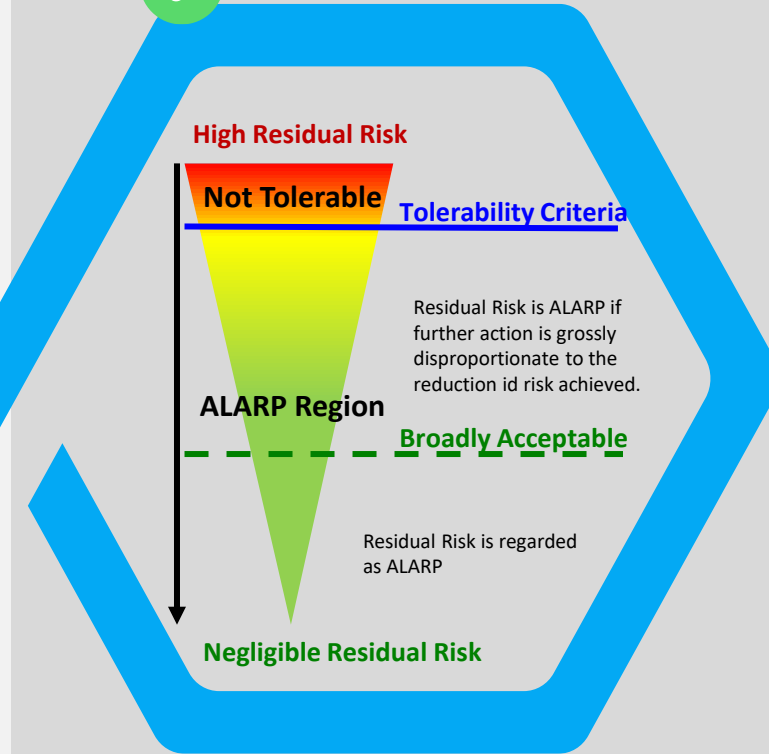 High Residual Risk
Not Tolerable
Tolerability Criteria
Residual Risk is ALARP if
further action is grossly
disproportionate to the
reduction id risk achieved.
ALARP Region
Broadly Acceptable
Residual Risk is regarded
as ALARP
Negligible Residual Risk